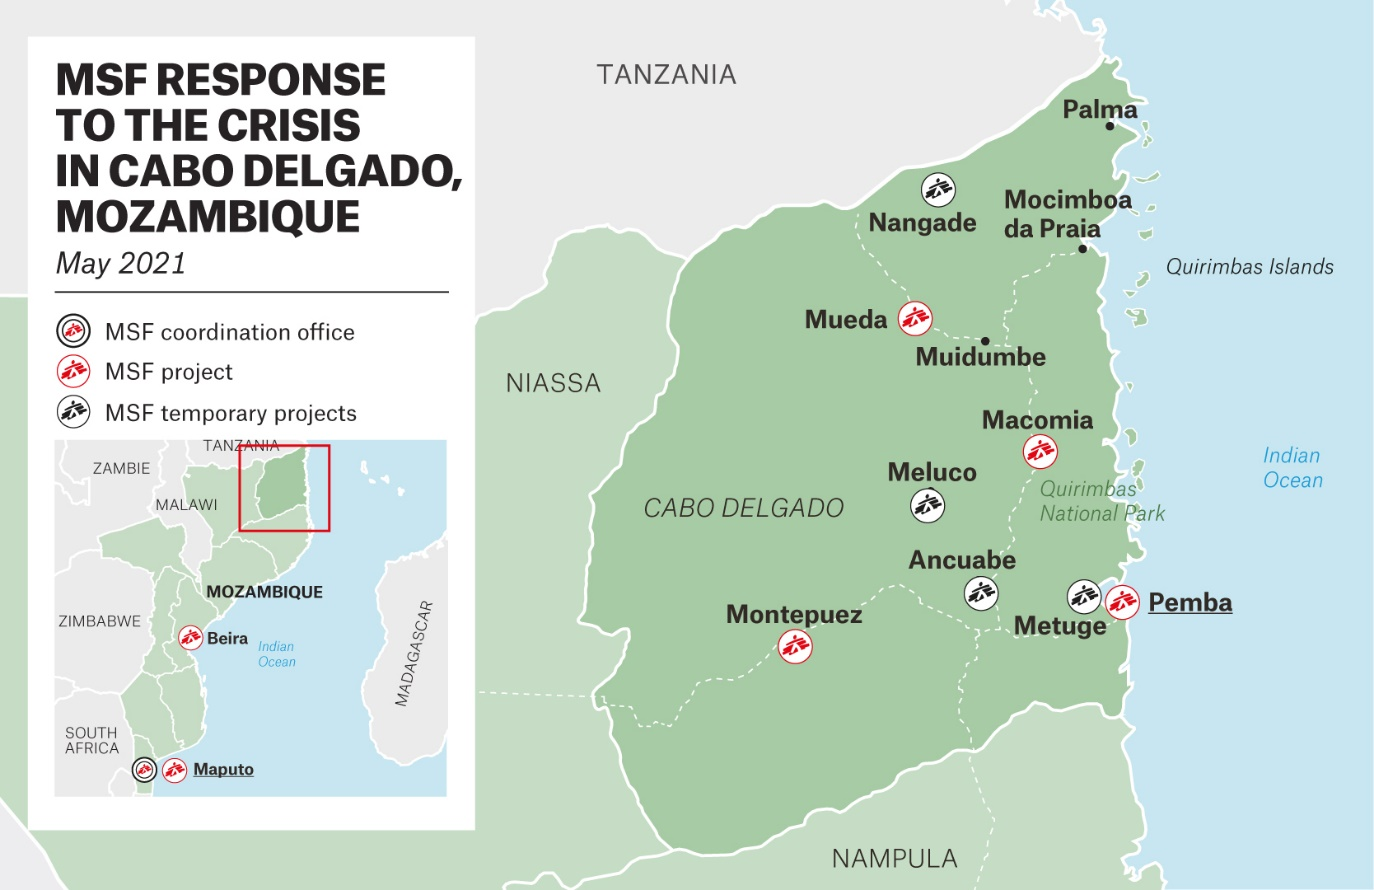 MSF RESPONSE
TO THE CRISIS
IN CABO DELGADO,
MOZAMBIQUE
May 2021
MSF coordination office
MSF project
MSF temporary projects
TANZANIA
ZAMBIE
MALAWI
MOZAMBIQUE
ZIMBABWE
Beira
Indian
Ocean
MADAGASCAR
SOUTH
AFRICA
Maputo
TANZANIA
Palma
Nangade
Mocimboa
da Praia
Quirimbas Islands
Mueda
Muidumbe
NIASSA
Macomia
Meluco
Indian
Ocean
Quirimbas
National Park
CABO DELGADO
Ancuabe
Montepuez
Metuge
Pemba
NAMPULA